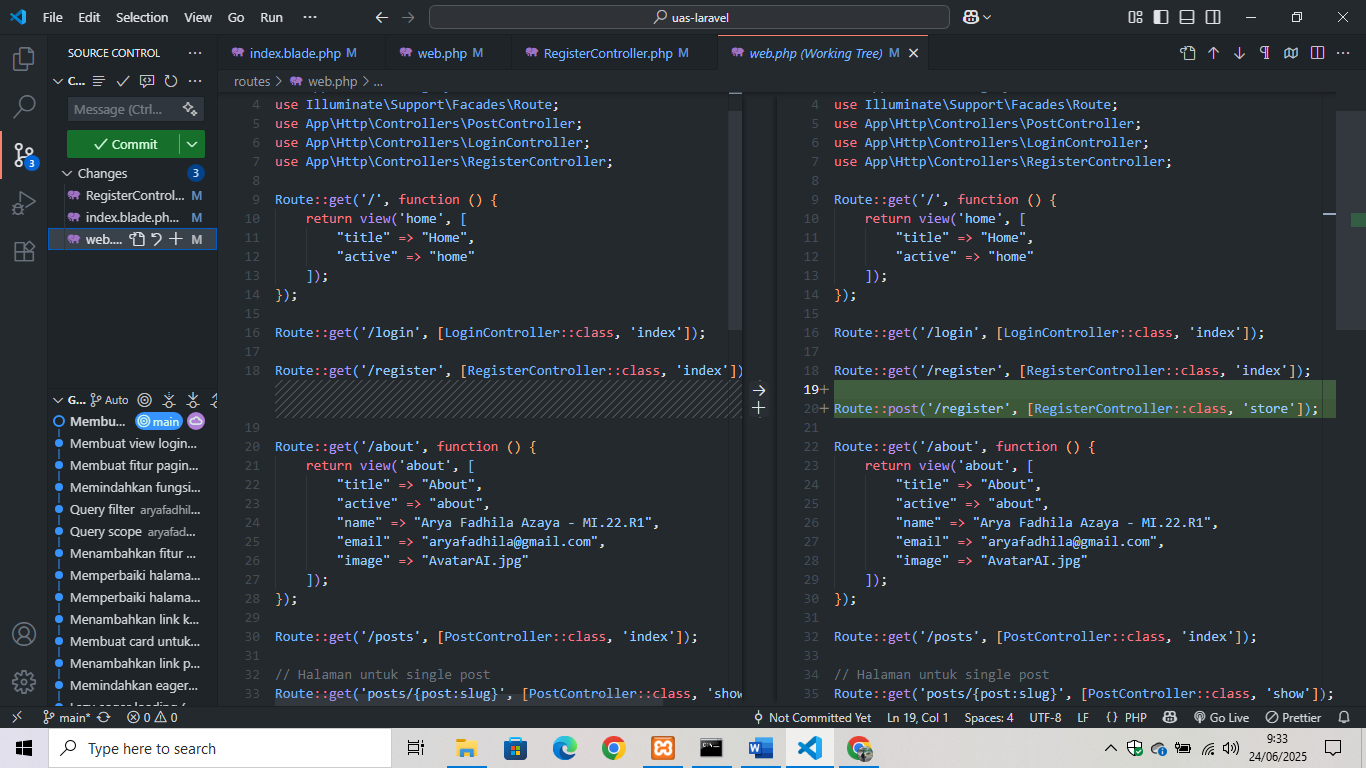 File Edit Selection View Go Run ···
uas-laravel
SOURCE CONTROL ···
C...
Message (Ctrl...
Commit
Changes 3
RegisterControl... M
index.blade.ph... M
web.... M
3
G... Auto
Membu... main
Membuat view login...
Membuat fitur pagin...
Memindahkan fungsi...
Query filter aryafadhil...
Query scope aryafad...
Menambahkan fitur ...
Memperbaiki halama...
Memperbaiki halama...
Menambahkan link k...
Membuat card untuk...
Menambahkan link p...
Memindahkan eager...
index.blade.php M
web.php M
RegisterController.php M
web.php (Working Tree) M
routes > web.php > ...
4 use Illuminate\Support\Facades\Route;
5 use App\Http\Controllers\PostController;
6 use App\Http\Controllers\LoginController;
7 use App\Http\Controllers\RegisterController;
8
9 Route::get('/', function () {
10 return view('home', [
11 "title" => "Home",
12 "active" => "home"
13 ]);
14 });
15
16 Route::get('/login', [LoginController::class, 'index']);
17
18 Route::get('/register', [RegisterController::class, 'index'])
19
20 Route::get('/about', function () {
21 return view('about', [
22 "title" => "About",
23 "active" => "about",
24 "name" => "Arya Fadhila Azaya - MI.22.R1",
25 "email" => "aryafadhila@gmail.com",
26 "image" => "AvatarAI.jpg"
27 ]);
28 });
29
30 Route::get('/posts', [PostController::class, 'index']);
31
32 // Halaman untuk single post
33 Route::get('posts/{post:slug}', [PostController::class, 'show
4 use Illuminate\Support\Facades\Route;
5 use App\Http\Controllers\PostController;
6 use App\Http\Controllers\LoginController;
7 use App\Http\Controllers\RegisterController;
8
9 Route::get('/', function () {
10 return view('home', [
11 "title" => "Home",
12 "active" => "home"
13 ]);
14 });
15
16 Route::get('/login', [LoginController::class, 'index']);
17
18 Route::get('/register', [RegisterController::class, 'index']);
19+
20+ Route::post('/register', [RegisterController::class, 'store']);
21
22 Route::get('/about', function () {
23 return view('about', [
24 "title" => "About",
25 "active" => "about",
26 "name" => "Arya Fadhila Azaya - MI.22.R1",
27 "email" => "aryafadhila@gmail.com",
28 "image" => "AvatarAI.jpg"
29 ]);
30 });
31
32 Route::get('/posts', [PostController::class, 'index']);
33
34 // Halaman untuk single post
35 Route::get('posts/{post:slug}', [PostController::class, 'show']);
main* 0 0
Not Committed Yet Ln 19, Col 1 Spaces: 4 UTF-8 LF {} PHP Go Live Prettier
Type here to search
9:33
24/06/2025